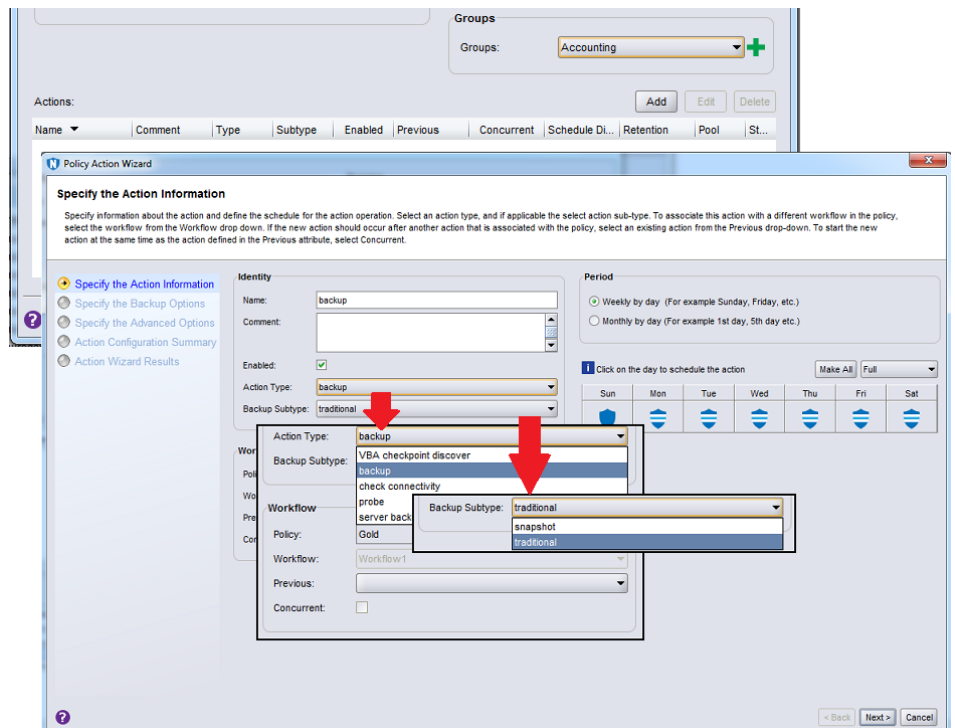 Groups
Groups:
Accounting
Actions:
Add
Edit
Delete
Name
Comment
Type
Subtype
Enabled
Previous
Concurrent
Schedule Di...
Retention
Pool
St...
Policy Action Wizard
Specify the Action Information
Specify information about the action and define the schedule for the action operation. Select an action type, and if applicable the select action sub-type. To associate this action with a different workflow in the policy,
select the workflow from the Workflow drop down. If the new action should occur after another action that is associated with the policy, select an existing action from the Previous drop-down. To start the new
action at the same time as the action defined in the Previous attribute, select Concurrent.
Specify the Action Information
Specify the Backup Options
Specify the Advanced Options
Action Configuration Summary
Action Wizard Results
Identity
Name:
backup
Comment:
Enabled:
Action Type:
backup
Backup Subtype:
traditional
Period
Weekly by day (For example Sunday, Friday, etc.)
Monthly by day (For example 1st day, 5th day etc.)
Click on the day to schedule the action
Make All
Full
Sun
Mon
Tue
Wed
Thu
Fri
Sat
Wor
Poli
Wo
Pre
Con
Action Type:
backup
Backup Subtype:
VBA checkpoint discover
backup
check connectivity
probe
server back
Workflow
Policy:
Gold
Workflow:
Workflow1
Previous:
Concurrent:
Backup Subtype:
traditional
snapshot
traditional
< Back
Next >
Cancel